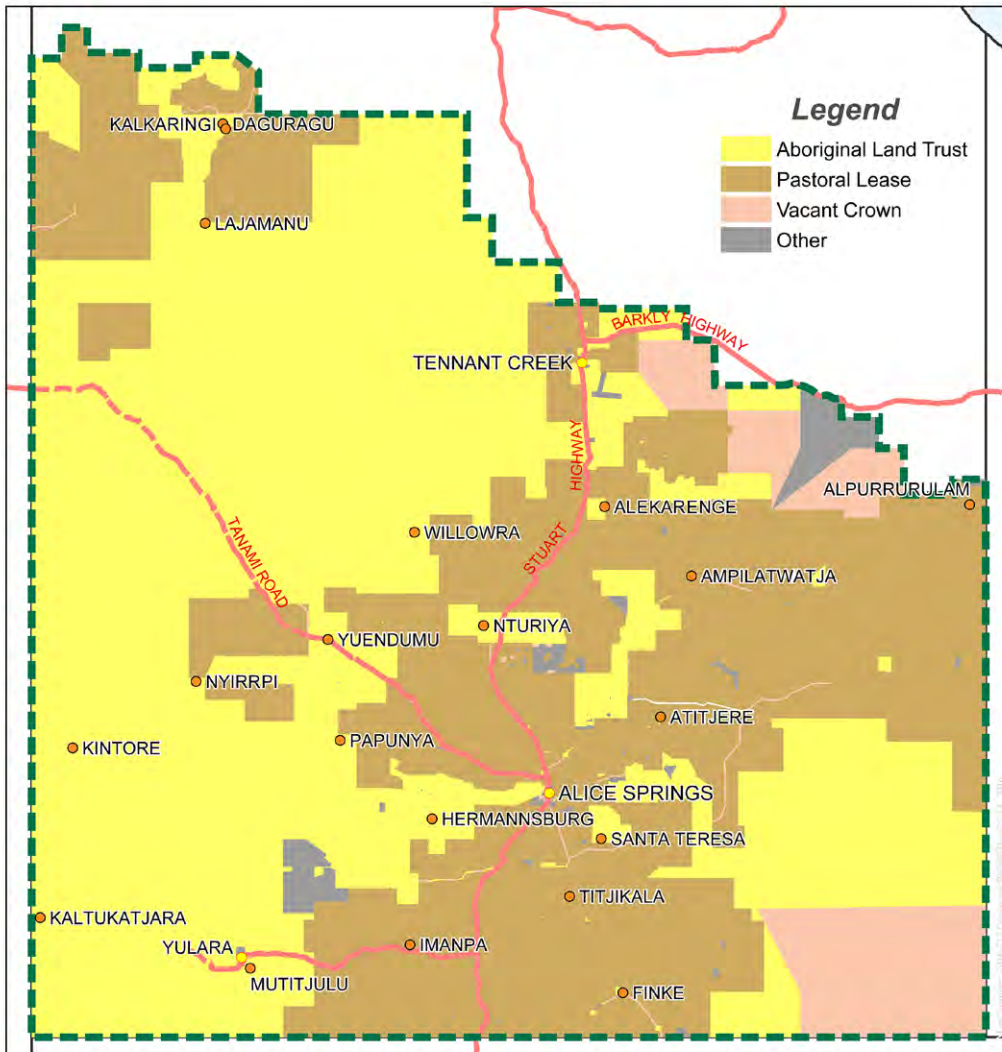 Legend
Aboriginal Land Trust
Pastoral Lease
Vacant Crown
Other
KALKARINGI
DAGURAGU
LAJAMANU
BARKLY HIGHWAY
TENNANT CREEK
STUART HIGHWAY
ALPURRURULAM
ALEKARENGE
WILLOWRA
TANAMI ROAD
AMPILATWATJA
NTURIYA
YUENDUMU
NYIRRPI
ATITJERE
PAPUNYA
KINTORE
ALICE SPRINGS
HERMANNSBURG
SANTA TERESA
TITJIKALA
KALTUKATJARA
IMANPA
YULARA
MUTITJULU
FINKE